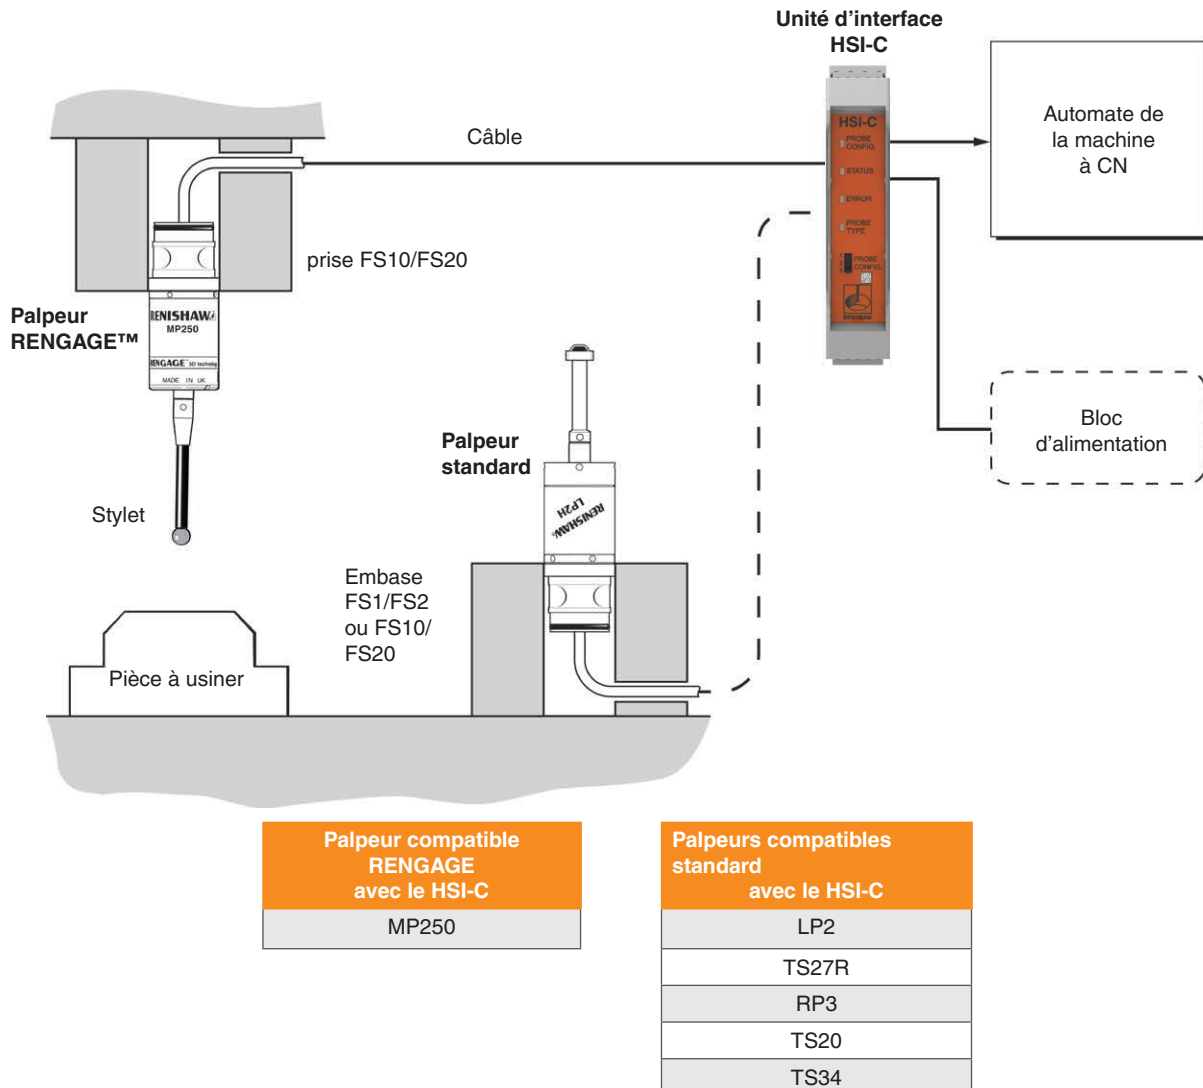 Unité d’interface
HSI-C
HSI-C
PROBE
CONFIG.
STATUS
ERROR
PROBE
TYPE
PROBE
CONFIG.
Automate de
la machine
à CN
Câble
prise FS10/FS20
Palpeur
RENGAGE™
RENISHAW
MP250
RENGAGE™ 3D technolog
MADE IN UK
Bloc
d’alimentation
Palpeur
standard
RENISHAW
LP2H
Stylet
Embase
FS1/FS2
ou FS10/
FS20
Pièce à usiner
Palpeur compatible
RENGAGE
avec le HSI-C
MP250
Palpeurs compatibles
standard
avec le HSI-C
LP2
TS27R
RP3
TS20
TS34